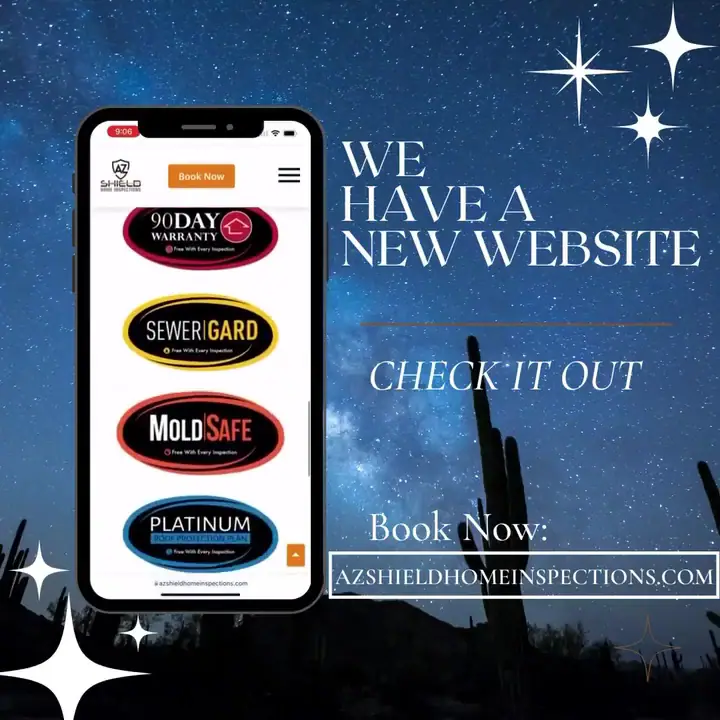 9:06
AZ
SHIELD
HOME INSPECTIONS
Book Now
90DAY
WARRANTY
Free With Every Inspection
SEWER|GARD
Free With Every Inspection
MOLD|SAFE
Free With Every Inspection
PLATINUM
ROOF PROTECTION PLAN
Free With Every Inspection
azshieldhomeinspections.com
WE
HAVE A
NEW WEBSITE
CHECK IT OUT
Book Now:
AZSHIELDHOMEINSPECTIONS.COM